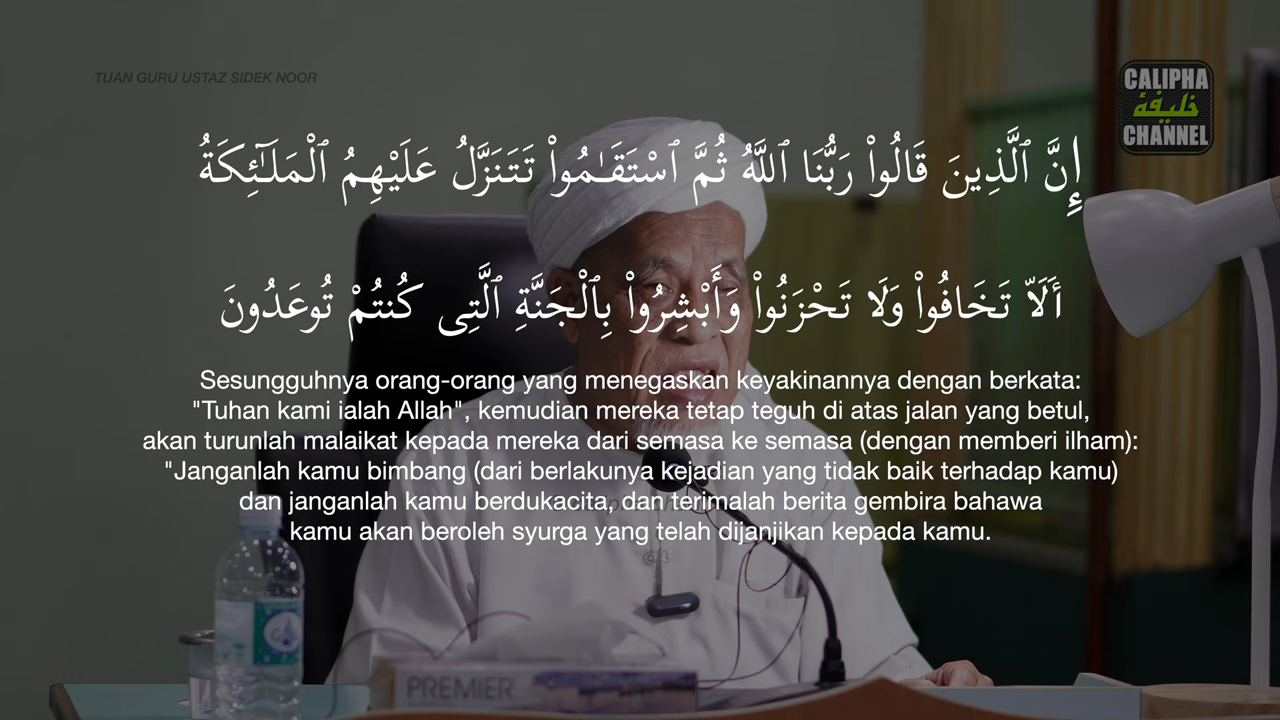 TUAN GURU USTAZ SIDEK NOOR
CALIPHA
خليفة
CHANNEL
إِنَّ ٱلَّذِينَ قَالُوا۟ رَبُّنَا ٱللَّهُ ثُمَّ ٱسْتَقَـٰمُوا۟ تَتَنَزَّلُ عَلَيْهِمُ ٱلْمَلَـٰٓئِكَةُ
أَلَّا تَخَافُوا۟ وَلَا تَحْزَنُوا۟ وَأَبْشِرُوا۟ بِٱلْجَنَّةِ ٱلَّتِى كُنتُمْ تُوعَدُونَ
Sesungguhnya orang-orang yang menegaskan keyakinannya dengan berkata:
"Tuhan kami ialah Allah", kemudian mereka tetap teguh di atas jalan yang betul,
akan turunlah malaikat kepada mereka dari semasa ke semasa (dengan memberi ilham):
"Janganlah kamu bimbang (dari berlakunya kejadian yang tidak baik terhadap kamu)
dan janganlah kamu berdukacita, dan terimalah berita gembira bahawa
kamu akan beroleh syurga yang telah dijanjikan kepada kamu.
PREMIER